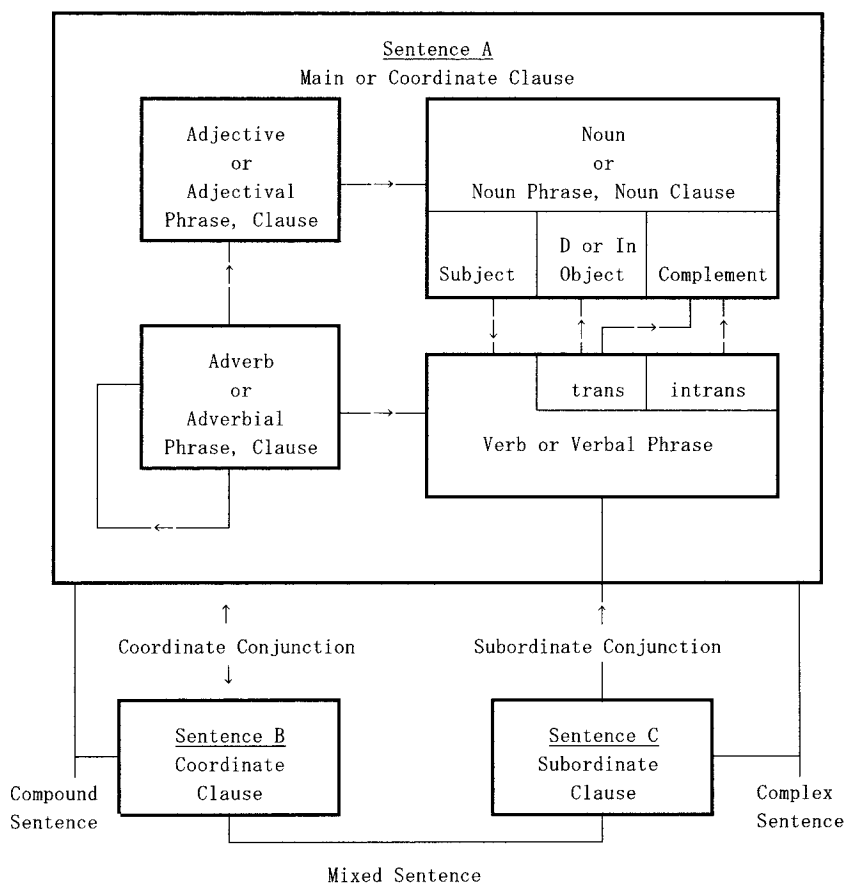 Sentence A
Main or Coordinate Clause
Adjective
or
Adjectival
Phrase, Clause
Noun
or
Noun Phrase, Noun Clause
Subject
D or In
Object
Complement
Adverb
or
Adverbial
Phrase, Clause
trans
intrans
Verb or Verbal Phrase
Coordinate Conjunction
Subordinate Conjunction
Sentence B
Coordinate
Clause
Sentence C
Subordinate
Clause
Compound
Sentence
Complex
Sentence
Mixed Sentence